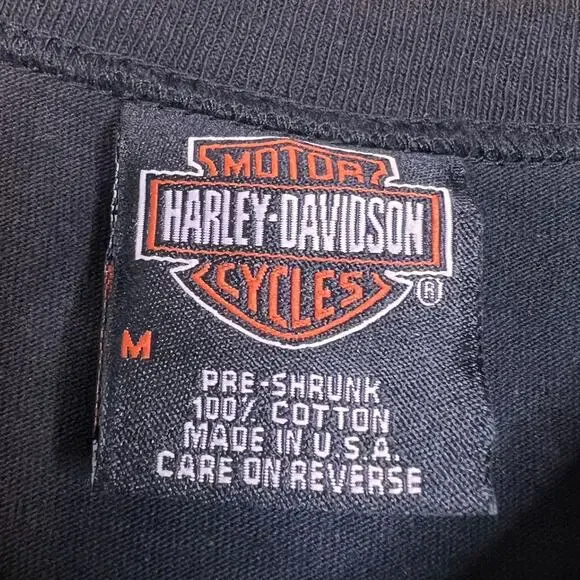 MOTOR
HARLEY-DAVIDSON
CYCLES
®
M
PRE-SHRUNK
100% COTTON
MADE IN U.S.A.
CARE ON REVERSE